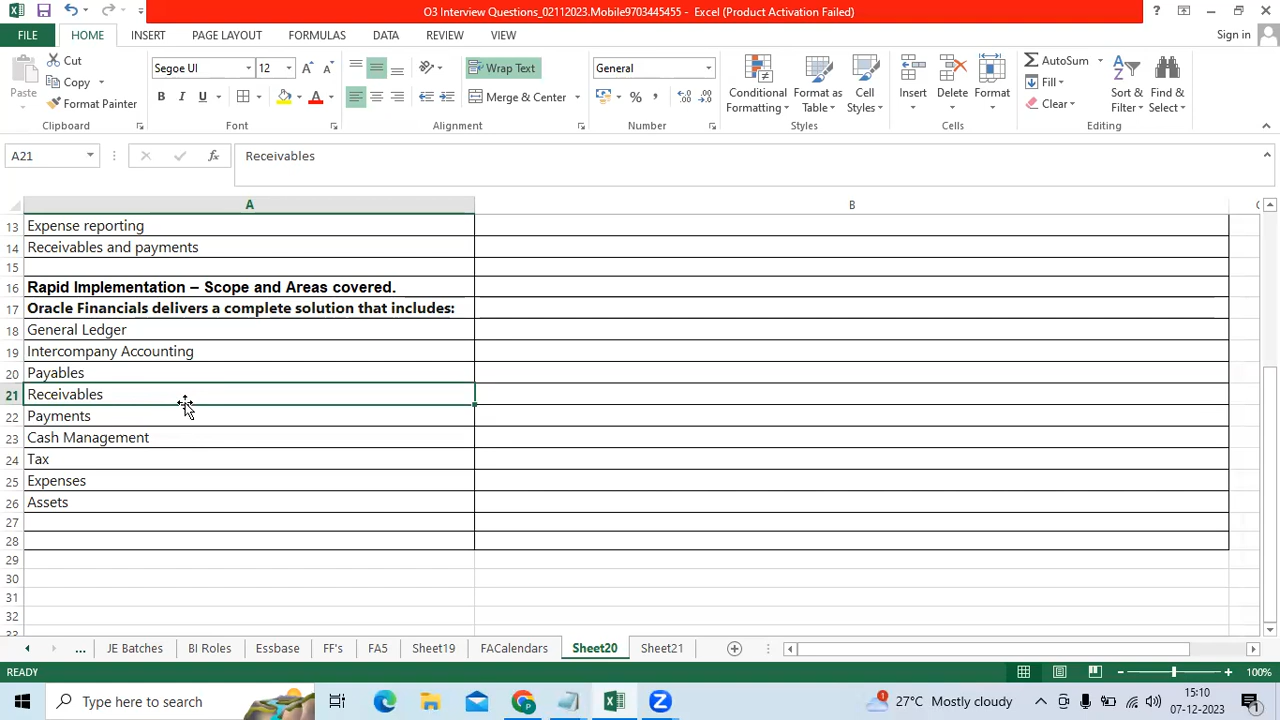 O3 Interview Questions_02112023.Mobile9703445455 - Excel (Product Activation Failed)
FILE HOME INSERT PAGE LAYOUT FORMULAS DATA REVIEW VIEW Sign in
Paste
Cut
Copy
Format Painter
Clipboard
Segoe UI 12
B I U A
Font
Wrap Text
Merge & Center
Alignment
General
%
Number
Conditional Formatting
Format as Table
Cell Styles
Styles
Insert
Delete
Format
Cells
AutoSum
Fill
Clear
Sort & Filter
Find & Select
Editing
A21 fx Receivables
A B
13 Expense reporting
14 Receivables and payments
15
16 Rapid Implementation – Scope and Areas covered.
17 Oracle Financials delivers a complete solution that includes:
18 General Ledger
19 Intercompany Accounting
20 Payables
21 Receivables
22 Payments
23 Cash Management
24 Tax
25 Expenses
26 Assets
27
28
29
30
31
32
33
... JE Batches BI Roles Essbase FF's FA5 Sheet19 FACalendars Sheet20 Sheet21
READY 100%
Type here to search 27°C Mostly cloudy 15:10
07-12-2023